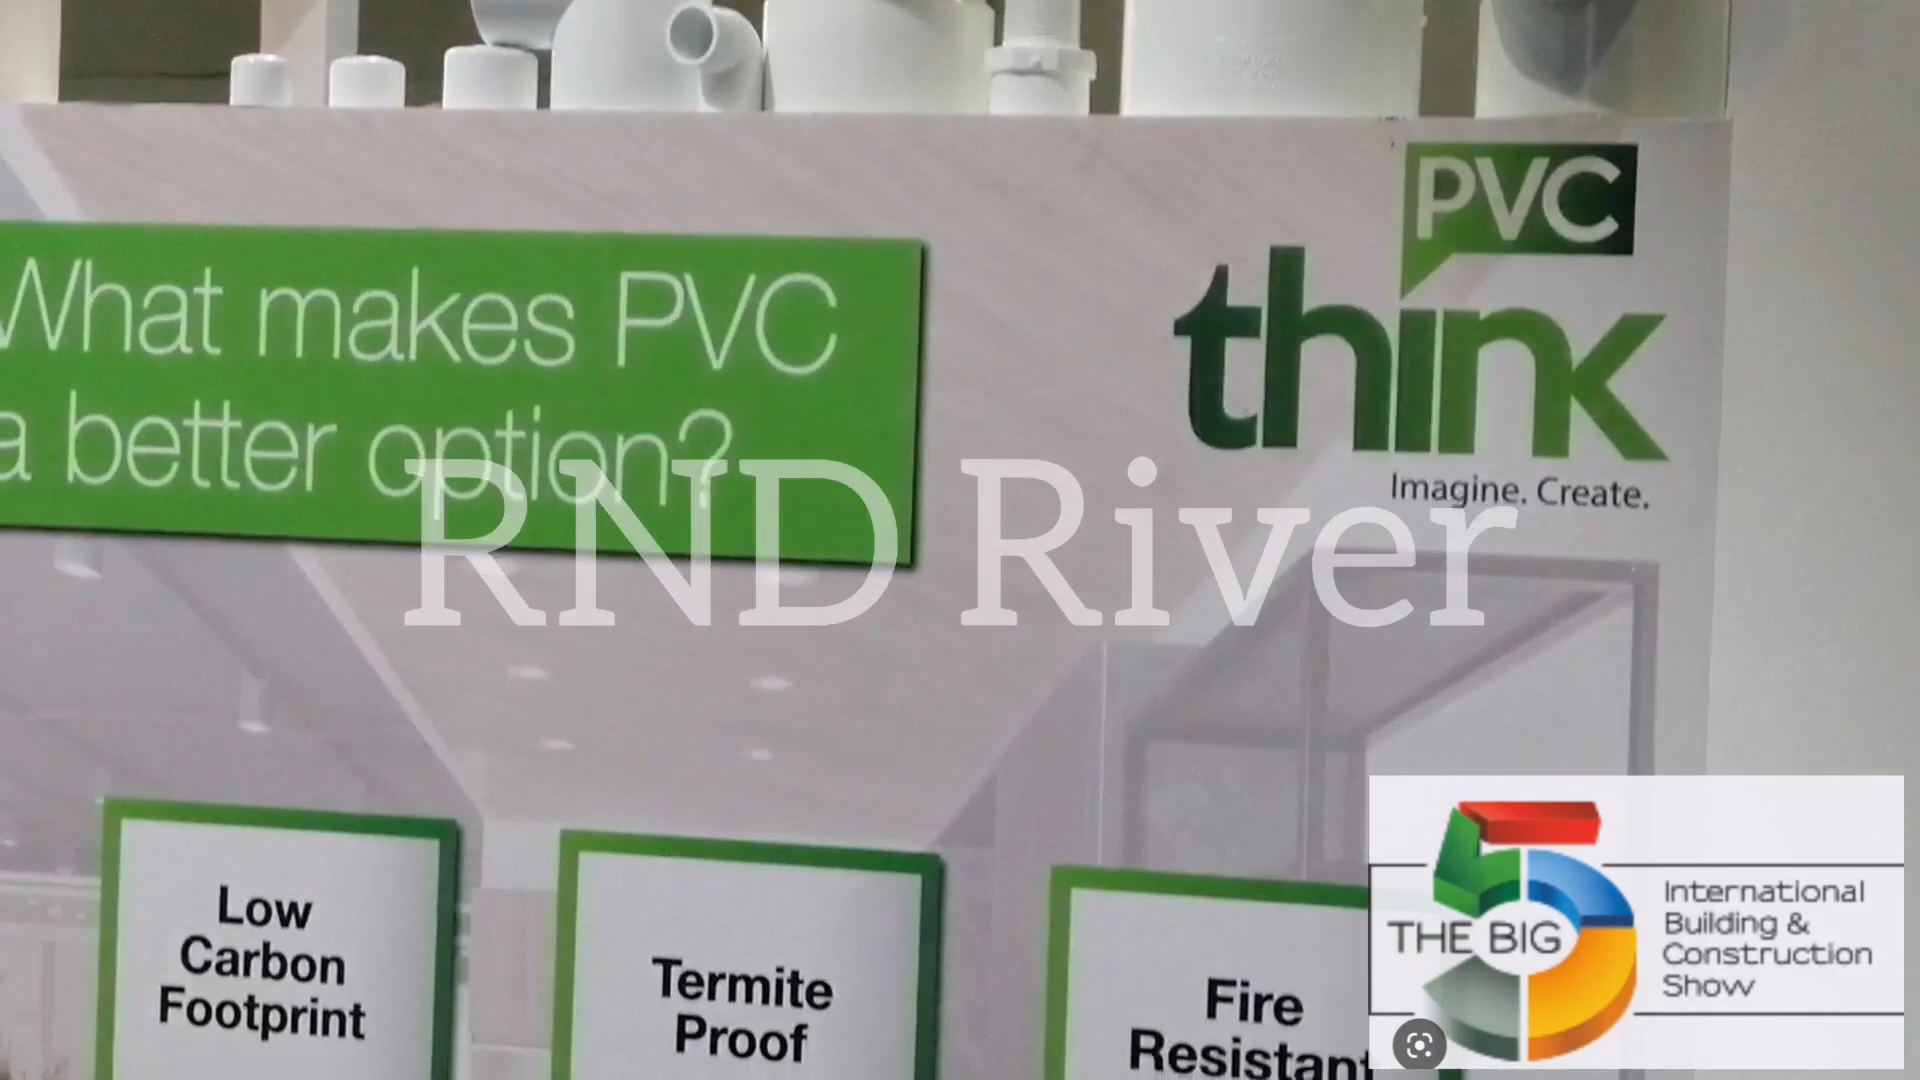 PVC
think
Imagine. Create.
What makes PVC
a better option?
RND River
Low
Carbon
Footprint
Termite
Proof
Fire
Resistant
THE BIG 5
International
Building &
Construction
Show